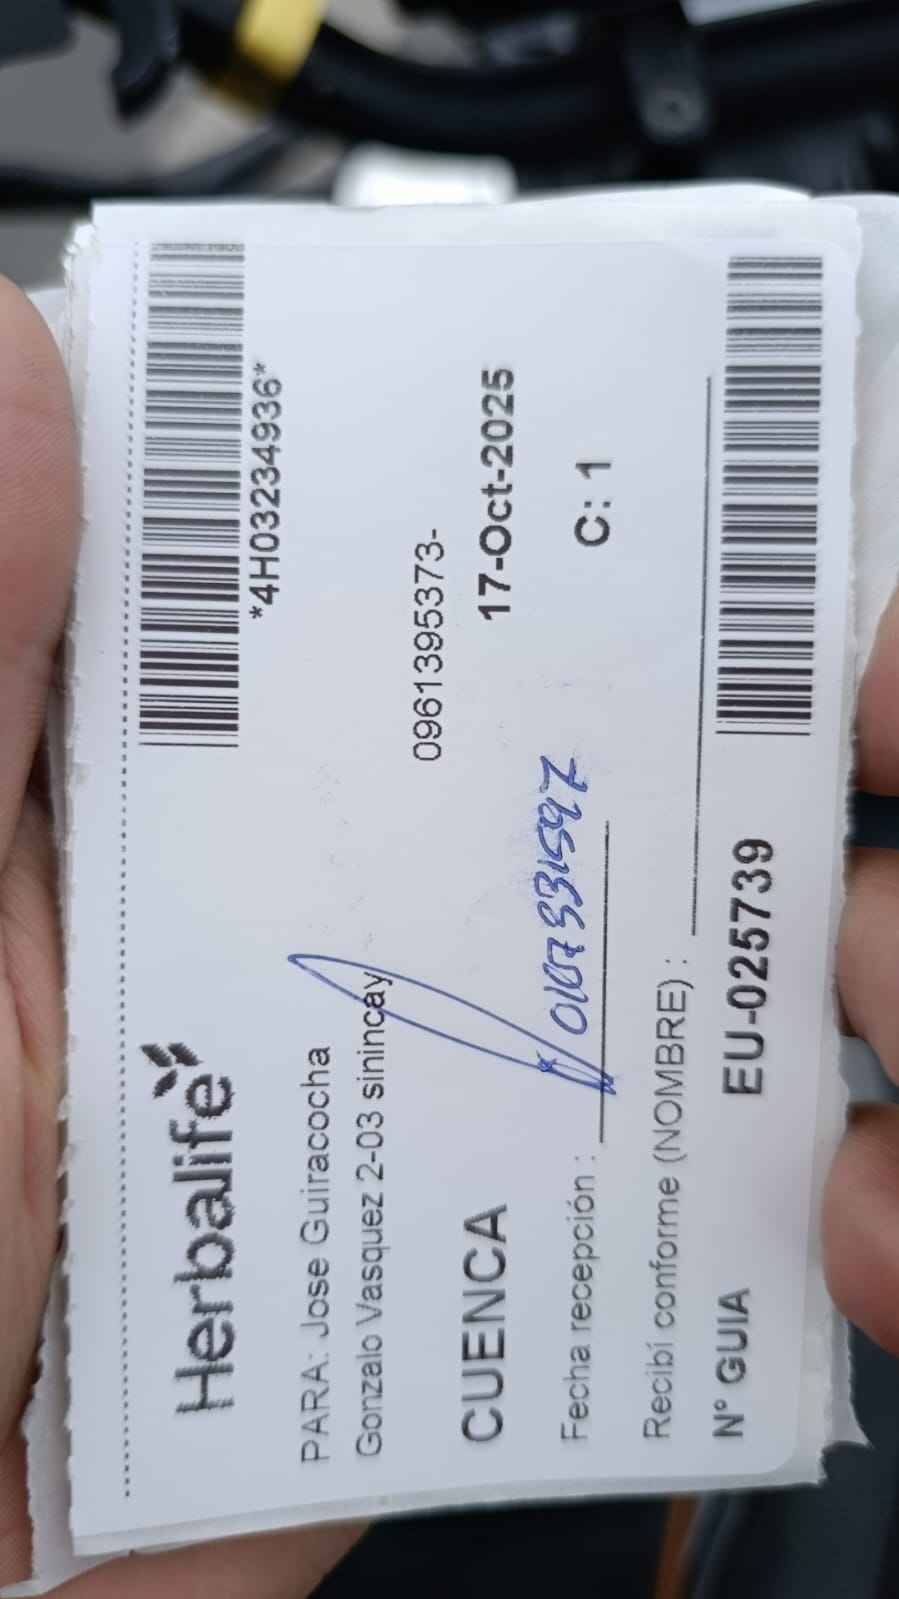 *4H03234936*
Herbalife
PARA: Jose Guiracocha
Gonzalo Vasquez 2-03 sinincay
0961395373-
CUENCA
17-Oct-2025
Fecha recepción :
C: 1
Recibí conforme (NOMBRE) :
N° GUIA
EU-025739